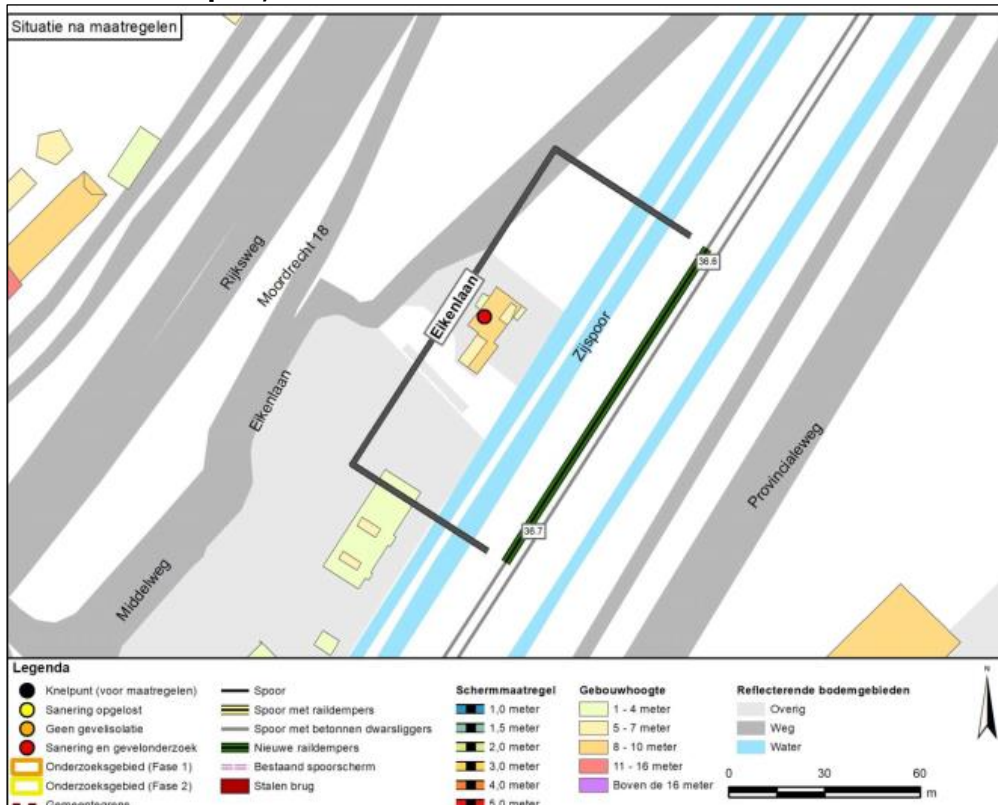 Situatie na maatregelen
Rijksweg
Moordrecht 18
Eikenlaan
Eikenlaan
Zijspoor
36.6
36.7
Provincialeweg
Middelweg
Legenda
Knelpunt (voor maatregelen)
Sanering opgelost
Geen gevelisolatie
Sanering en gevelonderzoek
Onderzoeksgebied (Fase 1)
Onderzoeksgebied (Fase 2)
Gemeentegrens
Spoor
Spoor met raildempers
Spoor met betonnen dwarsliggers
Nieuwe raildempers
Bestaand spoorscherm
Stalen brug
Schermmaatregel
1,0 meter
1,5 meter
2,0 meter
3,0 meter
4,0 meter
5,0 meter
Gebouwhoogte
1 - 4 meter
5 - 7 meter
8 - 10 meter
11 - 16 meter
Boven de 16 meter
Reflecterende bodemgebieden
Overig
Weg
Water
N
0 30 60
m